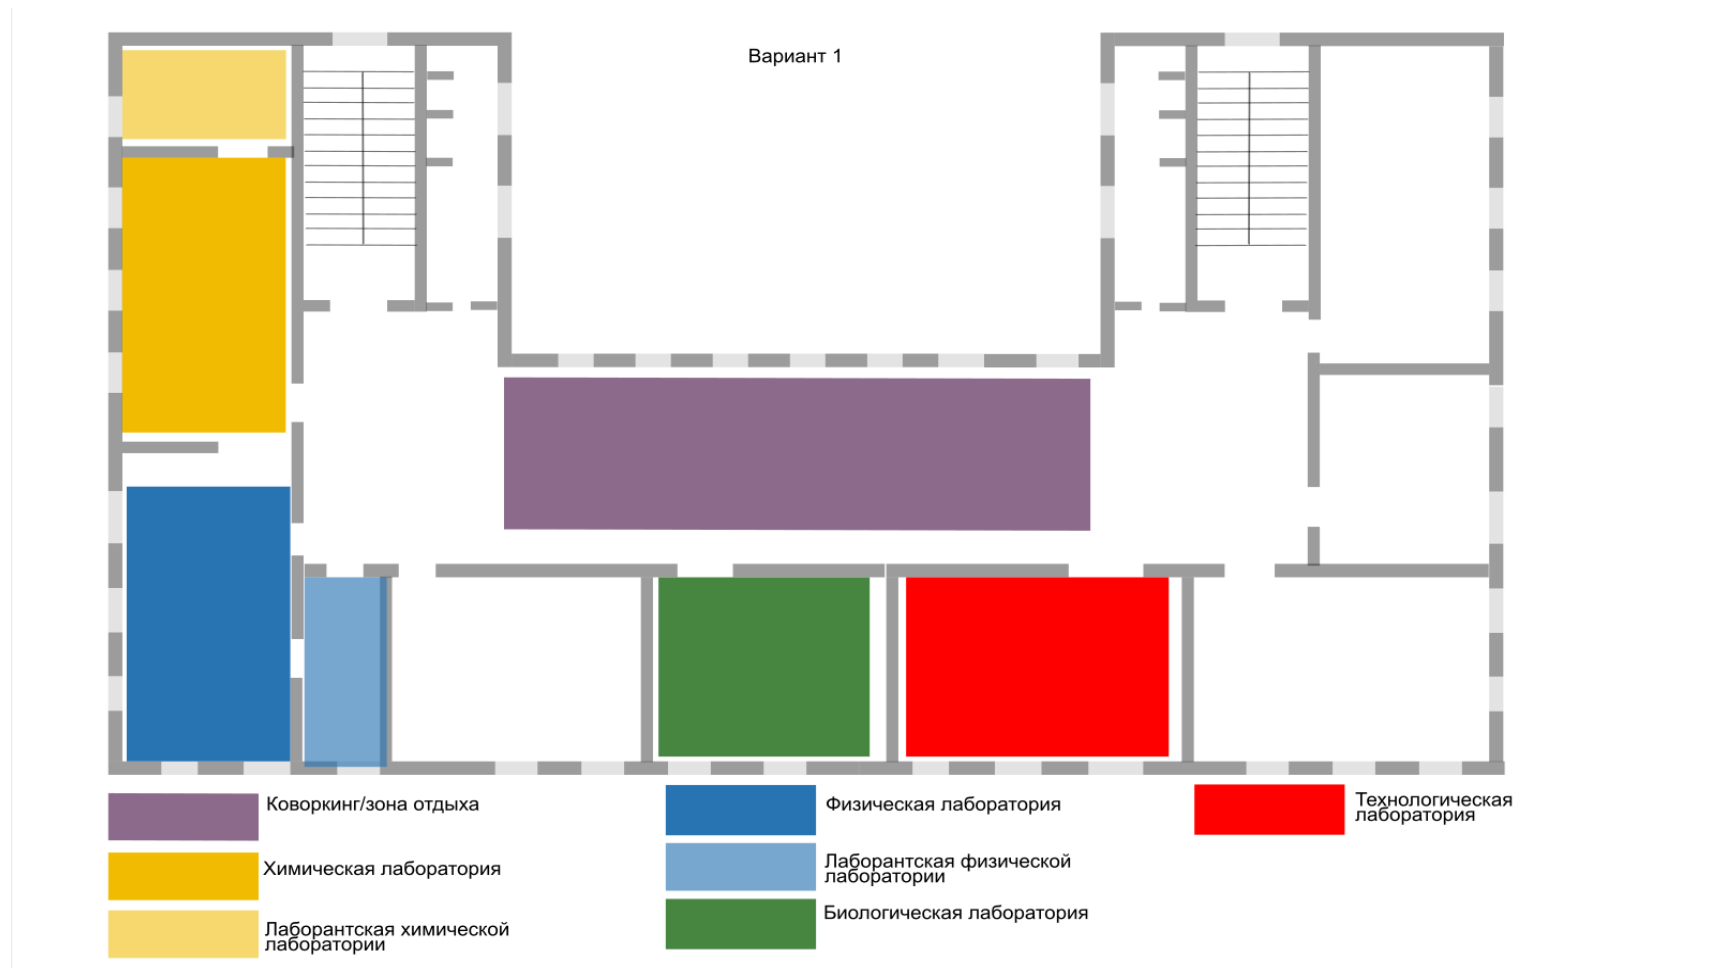 Вариант 1
Коворкинг/зона отдыха
Химическая лаборатория
Лаборантская химической
лаборатории
Физическая лаборатория
Лаборантская физической
лаборатории
Биологическая лаборатория
Технологическая
лаборатория